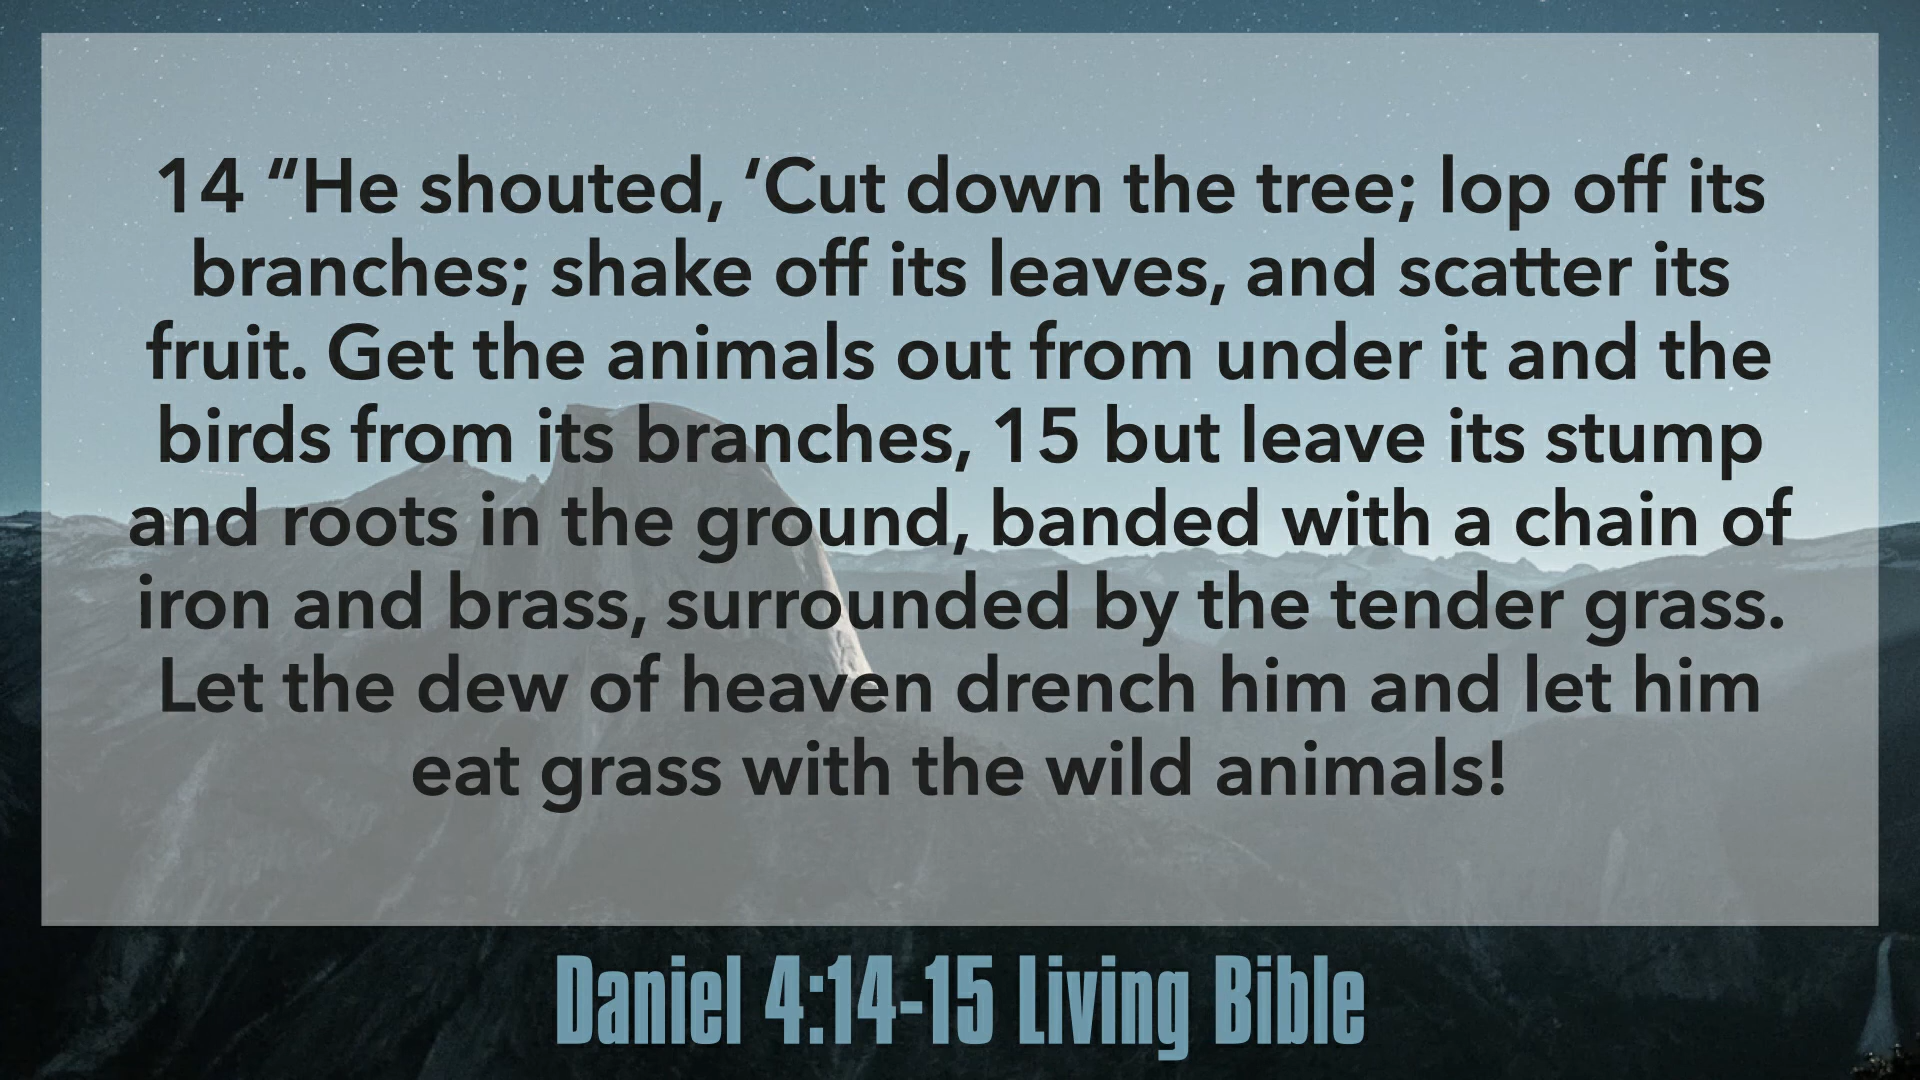 14 “He shouted, ‘Cut down the tree; lop off its
branches; shake off its leaves, and scatter its
fruit. Get the animals out from under it and the
birds from its branches, 15 but leave its stump
and roots in the ground, banded with a chain of
iron and brass, surrounded by the tender grass.
Let the dew of heaven drench him and let him
eat grass with the wild animals!
Daniel 4:14-15 Living Bible